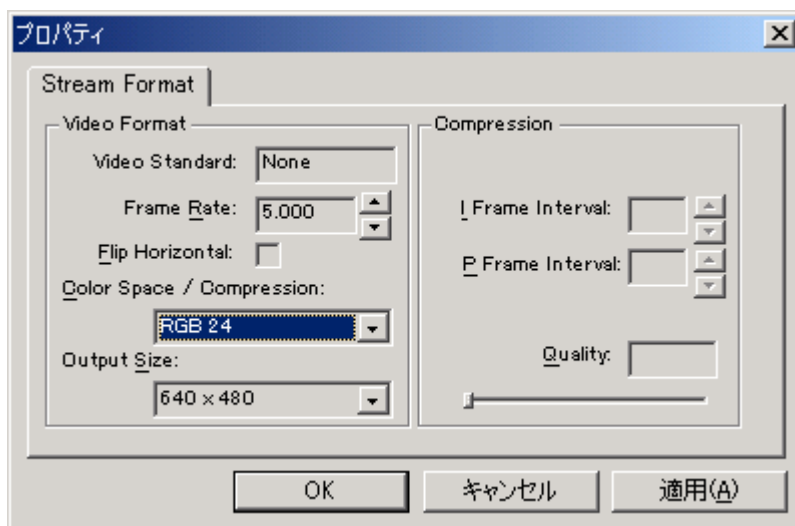 プロパティ
Stream Format
Video Format
Video Standard: None
Frame Rate: 5.000
Flip Horizontal:
Color Space / Compression:
RGB 24
Output Size:
640 × 480
Compression
I Frame Interval:
P Frame Interval:
Quality:
OK
キャンセル
適用(A)